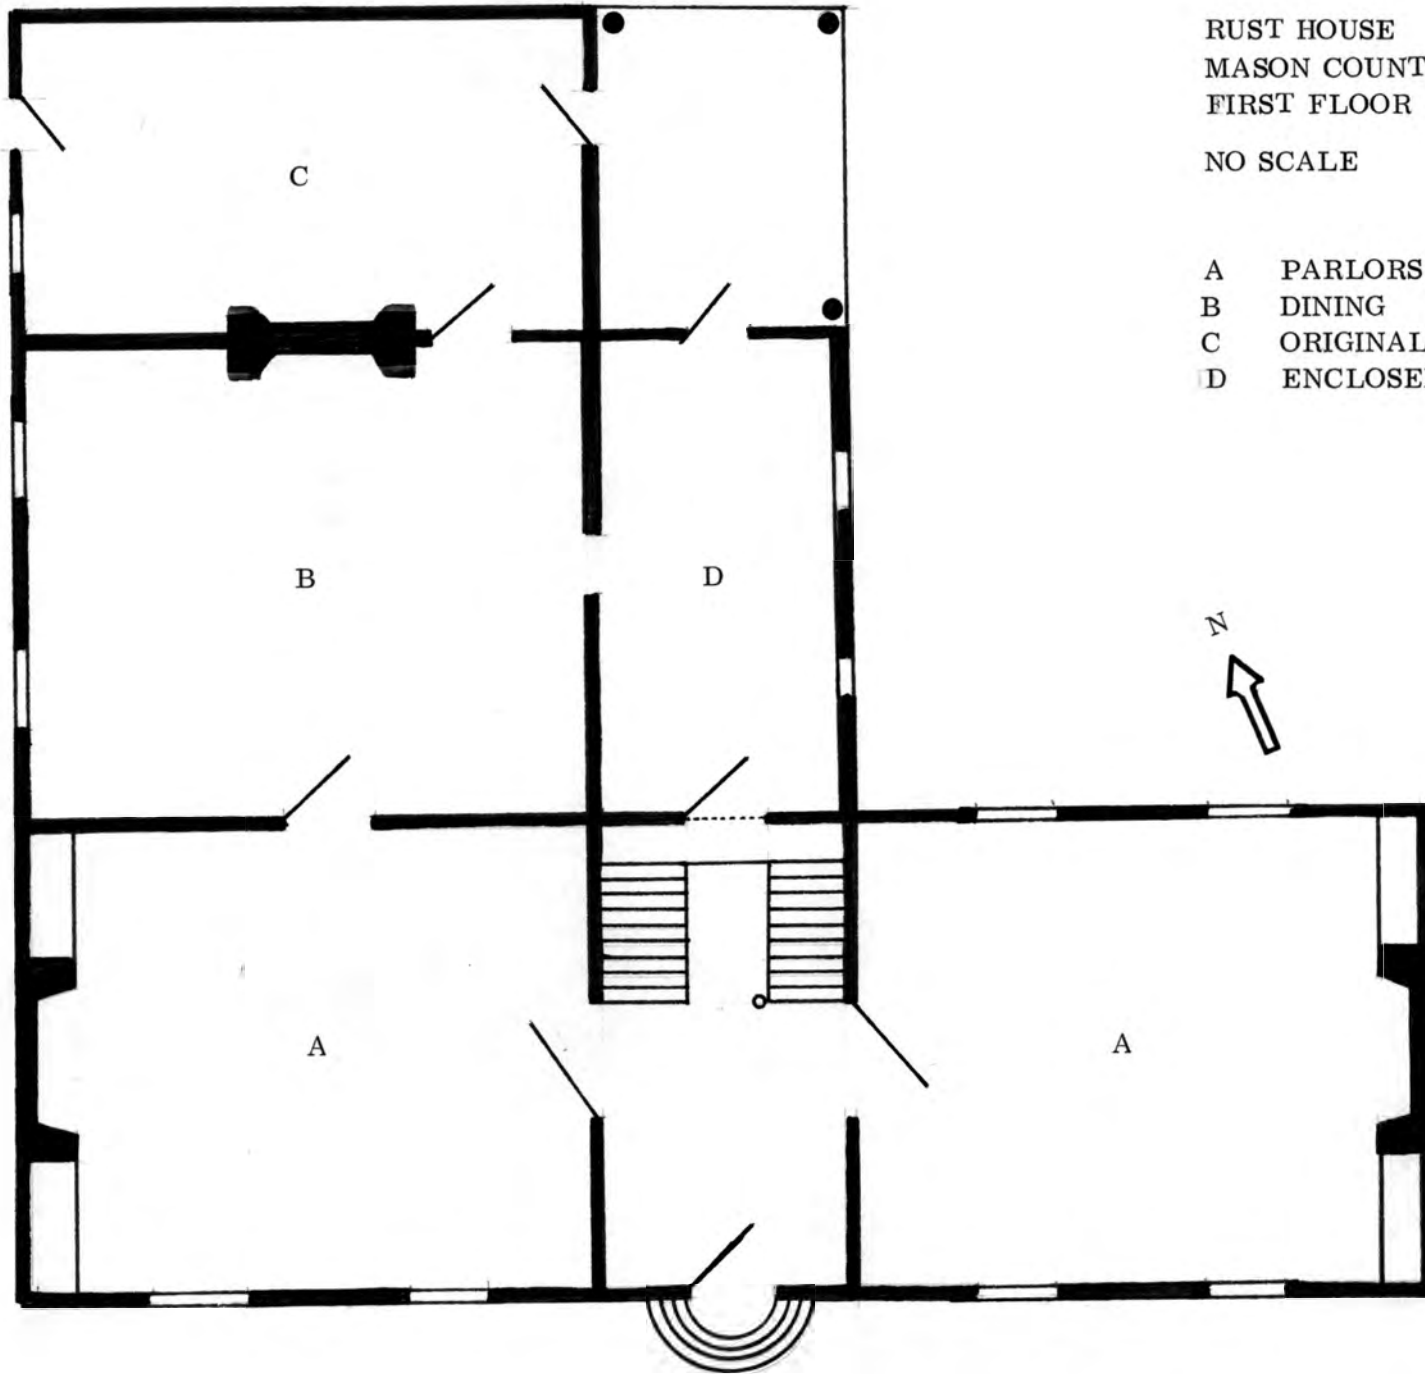 RUST HOUSE
MASON COUNT
FIRST FLOOR
NO SCALE
A PARLORS
B DINING
C ORIGINAL
D ENCLOSE
C
B
D
N
A
A